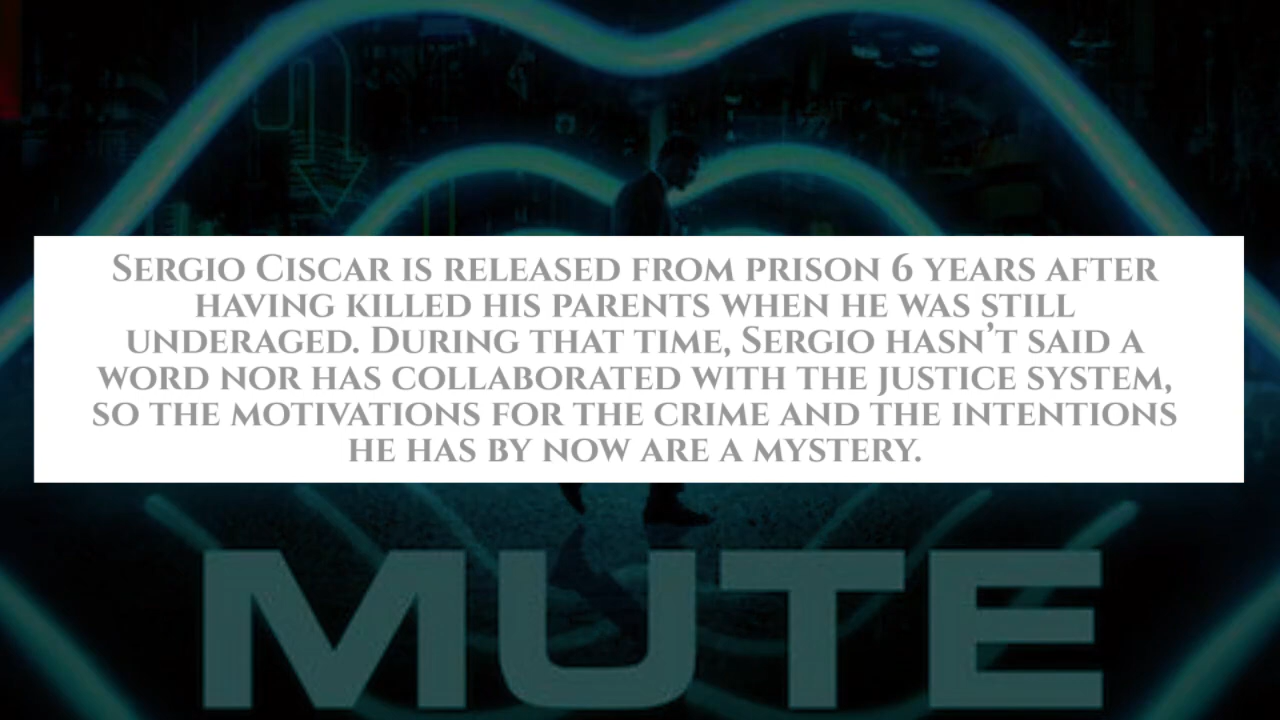 Sergio Ciscar is released from prison 6 years after
having killed his parents when he was still
underaged. During that time, Sergio hasn’t said a
word nor has collaborated with the justice system,
so the motivations for the crime and the intentions
he has by now are a mystery.
MUTE